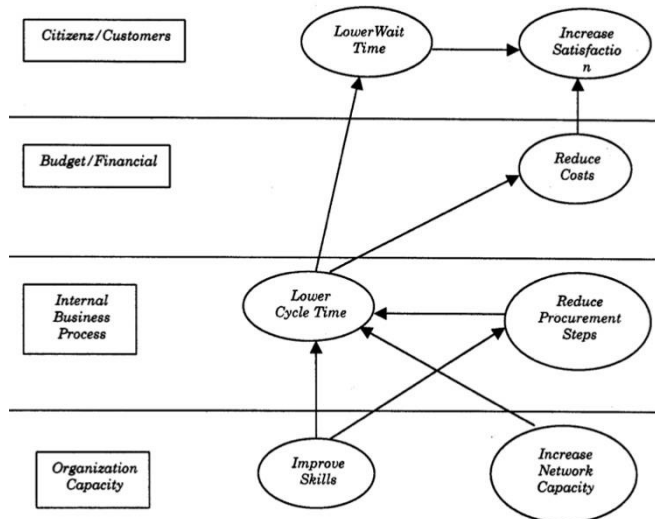 Citizenz/Customers
LowerWait
Time
Increase
Satisfactio
n
Budget/Financial
Reduce
Costs
Internal
Business
Process
Lower
Cycle Time
Reduce
Procurement
Steps
Organization
Capacity
Improve
Skills
Increase
Network
Capacity